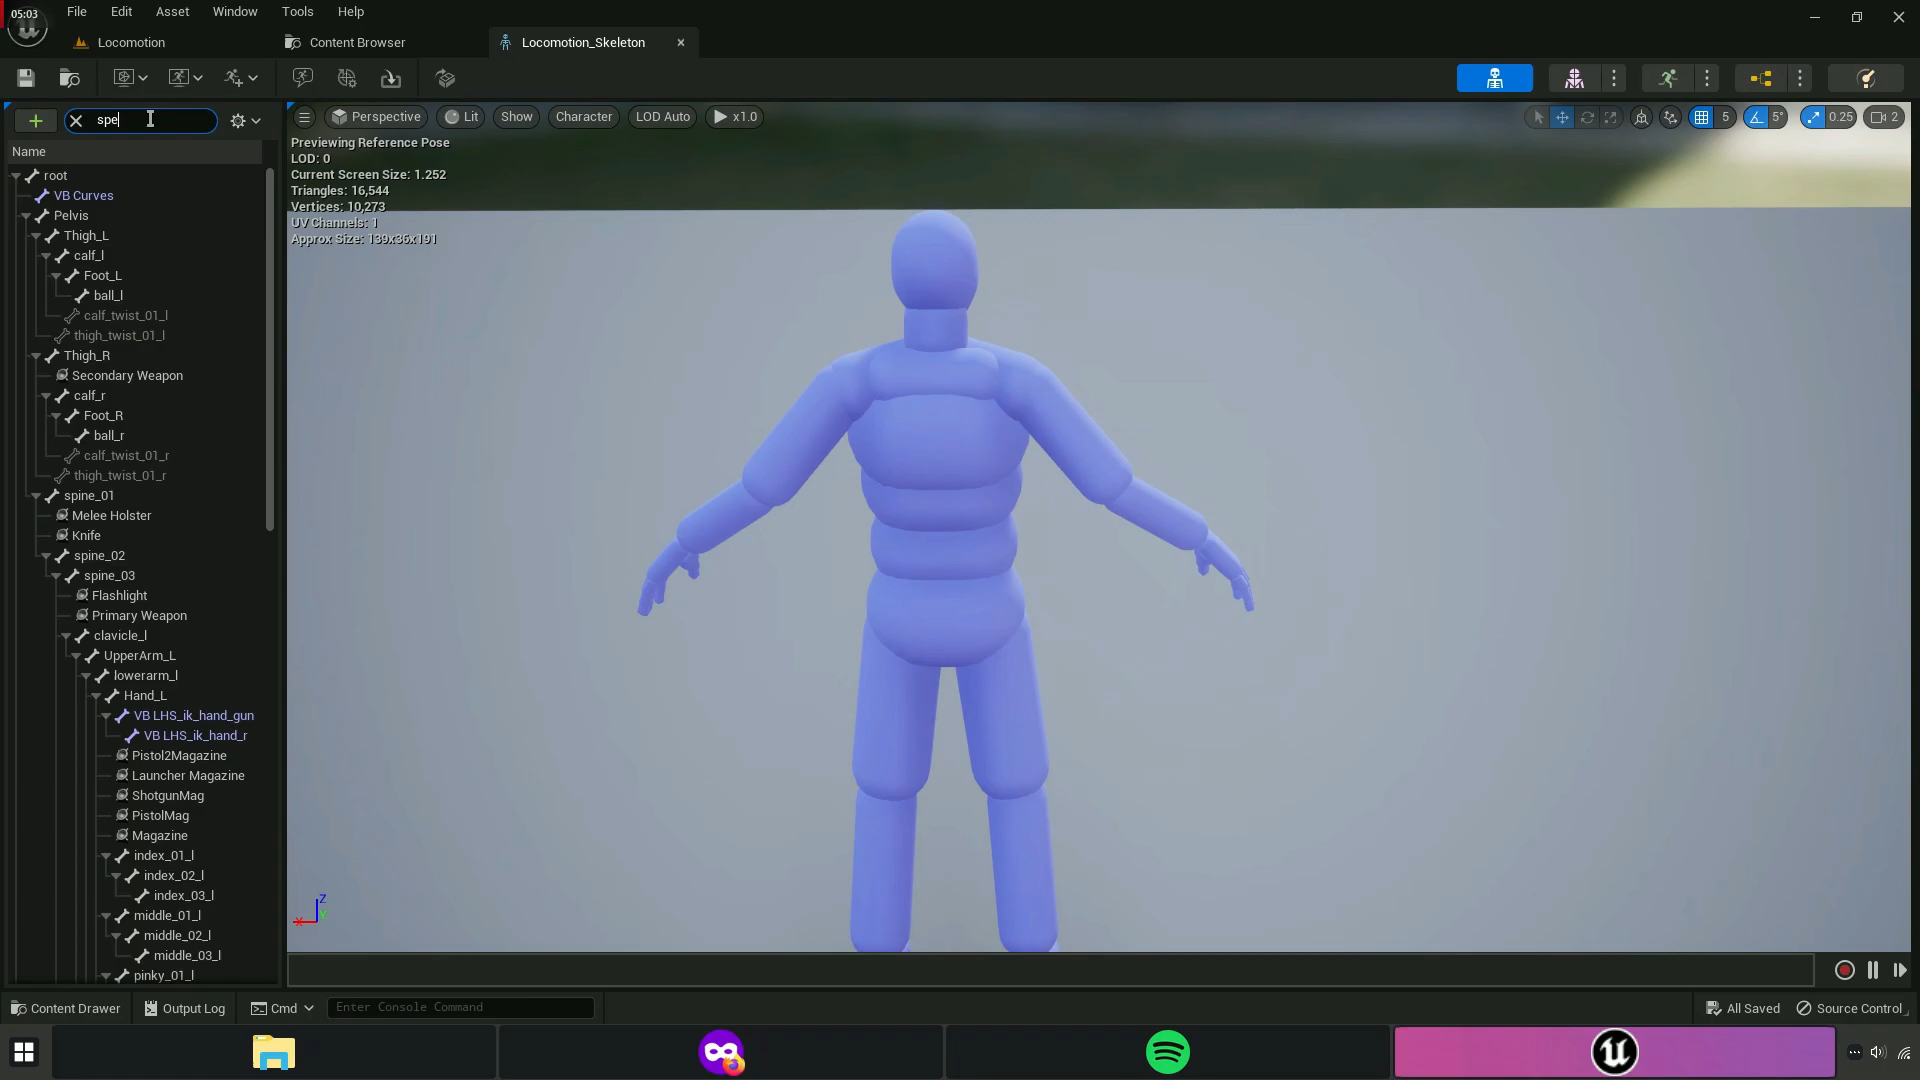 05:03
File Edit Asset Window Tools Help
Locomotion
Content Browser
Locomotion_Skeleton
spe
Perspective
Lit
Show
Character
LOD Auto
x1.0
5
5°
0.25
2
Name
root
VB Curves
Pelvis
Thigh_L
calf_l
Foot_L
ball_l
calf_twist_01_l
thigh_twist_01_l
Thigh_R
Secondary Weapon
calf_r
Foot_R
ball_r
calf_twist_01_r
thigh_twist_01_r
spine_01
Melee Holster
Knife
spine_02
spine_03
Flashlight
Primary Weapon
clavicle_l
UpperArm_L
lowerarm_l
Hand_L
VB LHS_ik_hand_gun
VB LHS_ik_hand_r
Pistol2Magazine
Launcher Magazine
ShotgunMag
PistolMag
Magazine
index_01_l
index_02_l
index_03_l
middle_01_l
middle_02_l
middle_03_l
pinky_01_l
Previewing Reference Pose
LOD: 0
Current Screen Size: 1.252
Triangles: 16,544
Vertices: 10,273
UV Channels: 1
Approx Size: 139x36x191
Z
Y
X
Content Drawer
Output Log
Cmd
Enter Console Command
All Saved
Source Control